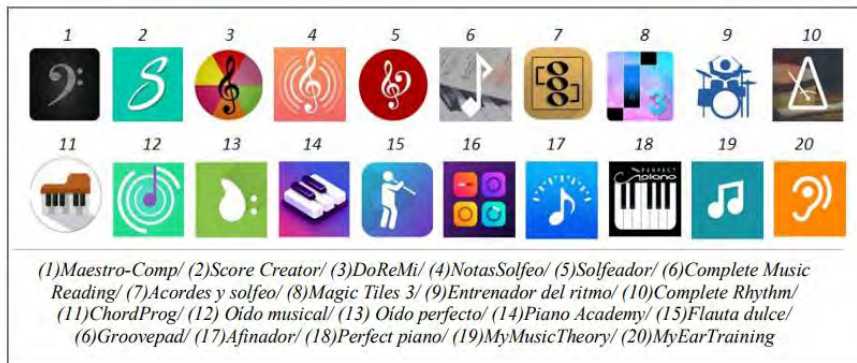 1 2 3 4 5 6 7 8 9 10
S
3
PERFECT
piano
11 12 13 14 15 16 17 18 19 20
(1)Maestro-Comp/ (2)Score Creator/ (3)DoReMi/ (4)NotasSolfeo/ (5)Solfeador/ (6)Complete Music
Reading/ (7)Acordes y solfeo/ (8)Magic Tiles 3/ (9)Entrenador del ritmo/ (10)Complete Rhythm/
(11)ChordProg/ (12) Oído musical/ (13) Oído perfecto/ (14)Piano Academy/ (15)Flauta dulce/
(6)Groovepad/ (17)Afinador/ (18)Perfect piano/ (19)MyMusicTheory/ (20)MyEarTraining